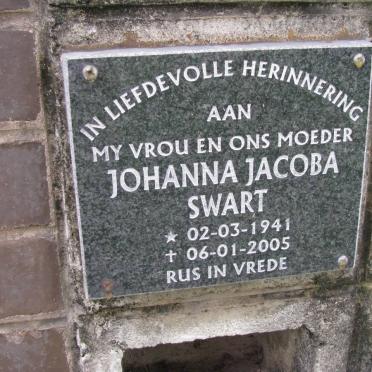 IN LIEFDEVOLLE HERINNERING
AAN
MY VROU EN ONS MOEDER
JOHANNA JACOBA
SWART
★ 02-03-1941
✝ 06-01-2005
RUS IN VREDE